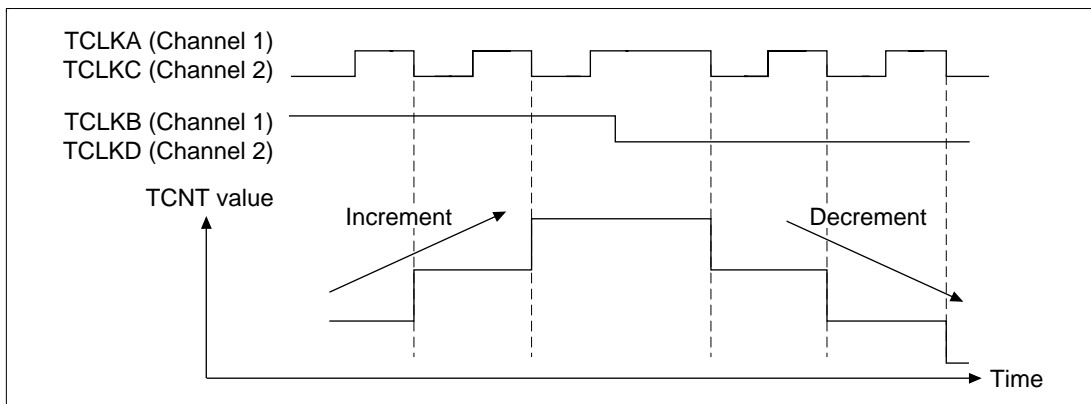 TCLKA (Channel 1)
TCLKC (Channel 2)
TCLKB (Channel 1)
TCLKD (Channel 2)
TCNT value
Increment
Decrement
Time